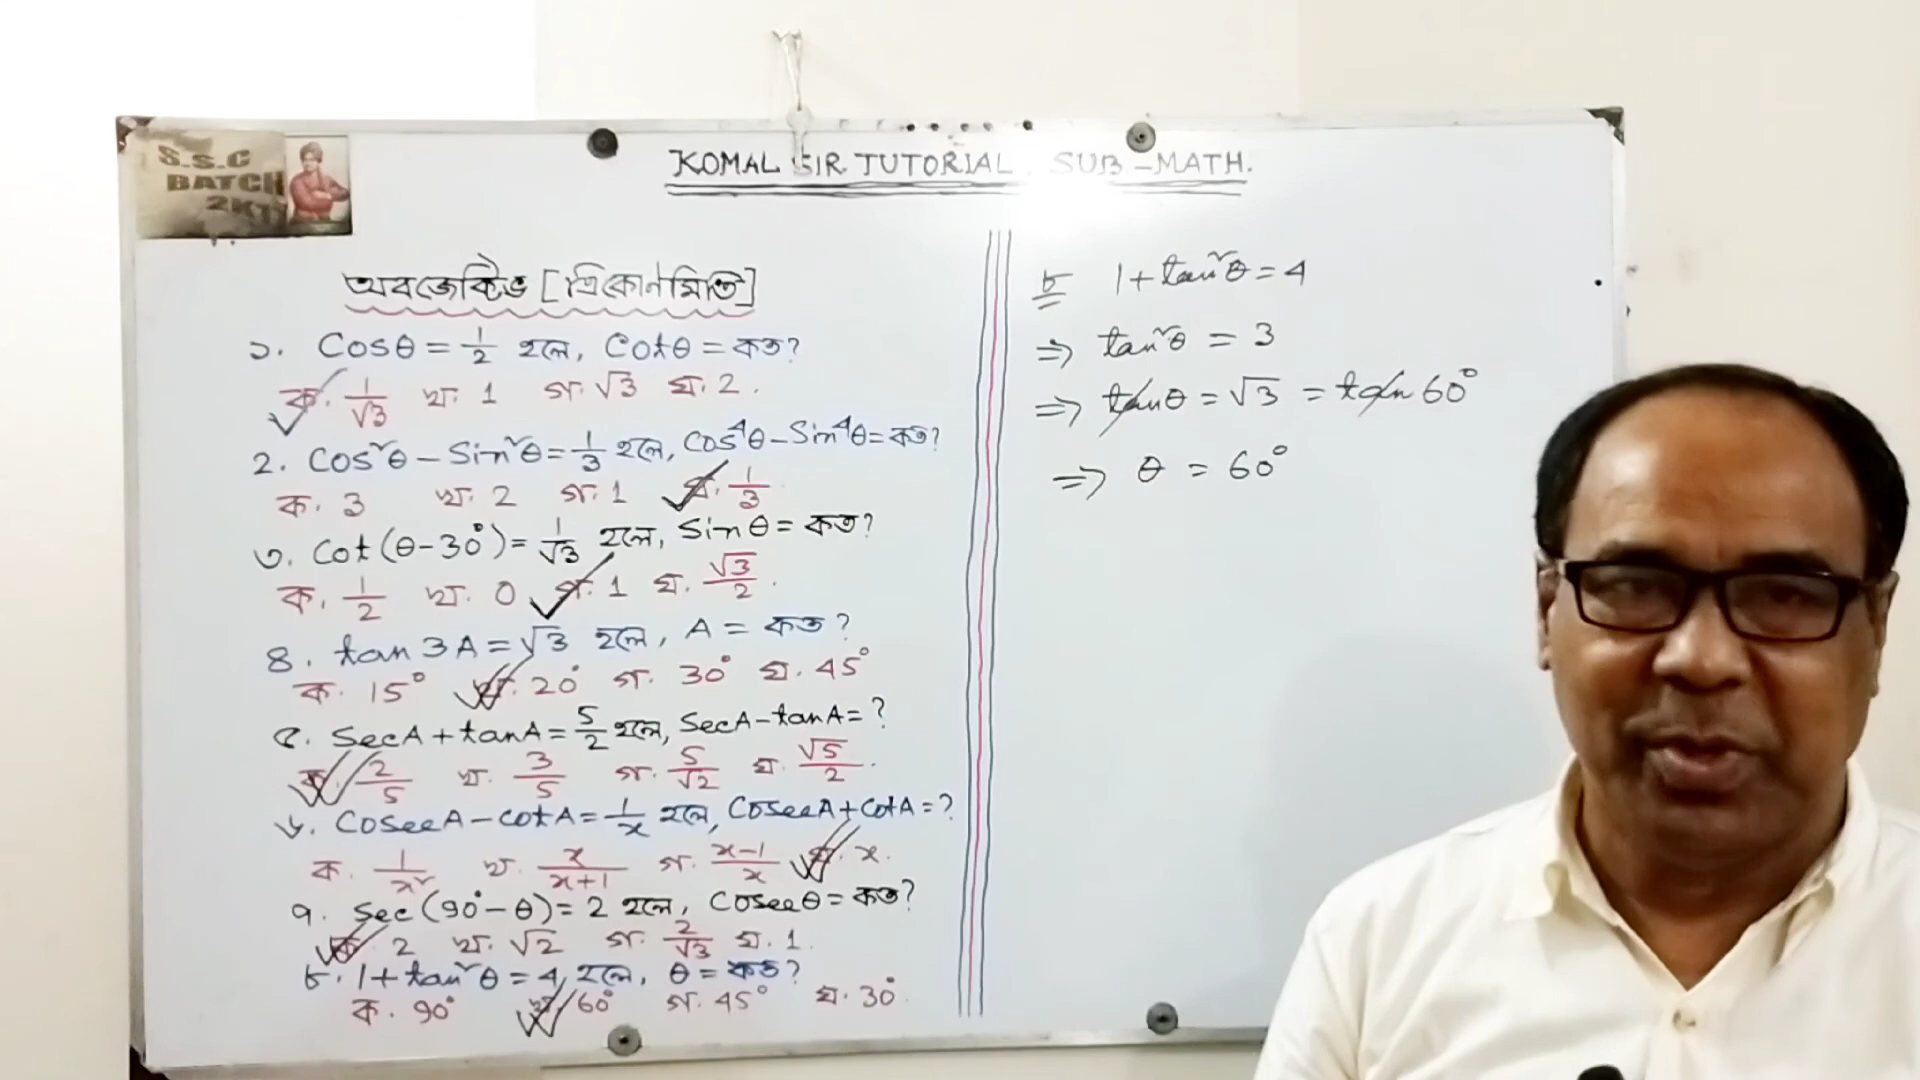 S.S.C
BATCH
2K17
KOMAL SIR TUTORIAL, SUB.-MATH.
অবজেক্টিভ [ত্রিকোণমিতি]
১. Cosθ = 1/2 হলে, Cotθ = কত?
ক. 1/√3 খ. 1 গ. √3 ঘ. 2.
2. Cos²θ - Sin²θ = 1/3 হলে, Cos⁴θ - Sin⁴θ = কত?
ক. 3 খ. 2 গ. 1 ঘ. 1/3
৩. Cot(θ-30°) = 1/√3 হলে, Sinθ = কত?
ক. 1/2 খ. 0 গ. 1 ঘ. √3/2.
৪. tan 3A = √3 হলে, A = কত?
ক. 15° খ. 20° গ. 30° ঘ. 45°
৫. SecA + tanA = 5/2 হলে, SecA - tanA = ?
ক. 2/5 খ. 3/5 গ. 5/√2 ঘ. √5/2.
৬. CosecA - CotA = 1/x হলে, CosecA + CotA = ?
ক. 1/x² খ. x/x+1 গ. x-1/x ঘ. x.
৭. Sec(90°-θ) = 2 হলে, Cosecθ = কত?
ক. 2 খ. √2 গ. 2/√3 ঘ. 1.
৮. 1 + tan²θ = 4, হলে, θ = কত?
ক. 90° খ. 60° গ. 45° ঘ. 30°.
৮ 1 + tan²θ = 4
⇒ tan²θ = 3
⇒ tanθ = √3 = tan 60°
⇒ θ = 60°